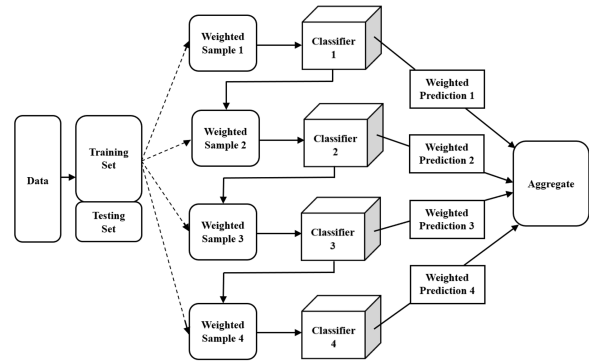 Data
Training
Set
Testing
Set
Weighted
Sample 1
Classifier
1
Weighted
Prediction 1
Weighted
Sample 2
Classifier
2
Weighted
Prediction 2
Weighted
Sample 3
Classifier
3
Weighted
Prediction 3
Weighted
Sample 4
Classifier
4
Weighted
Prediction 4
Aggregate